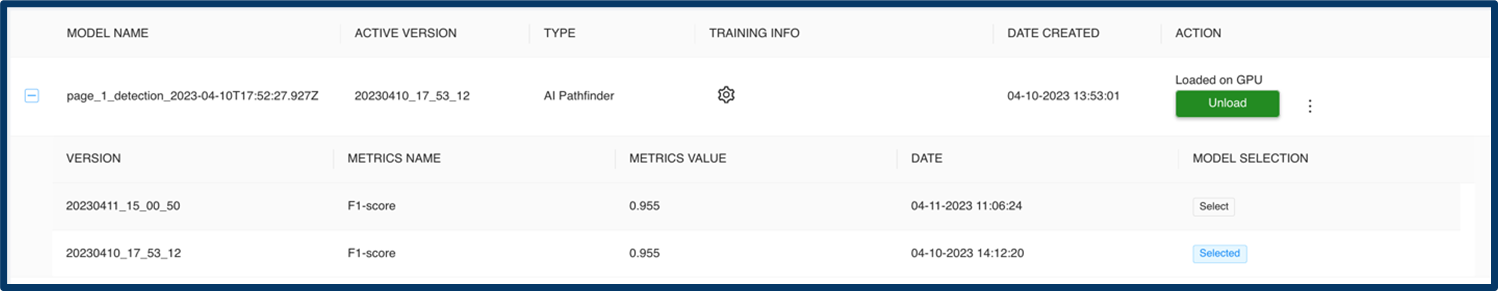 MODEL NAME ACTIVE VERSION TYPE TRAINING INFO DATE CREATED ACTION
Loaded on GPU
page_1_detection_2023-04-10T17:52:27.927Z 20230410_17_53_12 AI Pathfinder 04-10-2023 13:53:01 Unload
VERSION METRICS NAME METRICS VALUE DATE MODEL SELECTION
20230411_15_00_50 F1-score 0.955 04-11-2023 11:06:24 Select
20230410_17_53_12 F1-score 0.955 04-10-2023 14:12:20 Selected